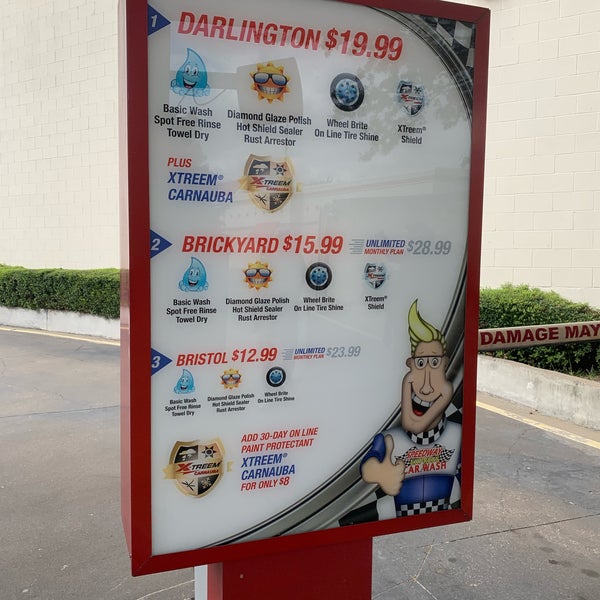 1 DARLINGTON $19.99
Basic Wash
Spot Free Rinse
Towel Dry
Diamond Glaze Polish
Hot Shield Sealer
Rust Arrestor
Wheel Brite
On Line Tire Shine
XTreem®
Shield
PLUS
XTREEM®
CARNAUBA
X-TREEM
CARNAUBA
2 BRICKYARD $15.99
UNLIMITED
MONTHLY PLAN
$28.99
Basic Wash
Spot Free Rinse
Towel Dry
Diamond Glaze Polish
Hot Shield Sealer
Rust Arrestor
Wheel Brite
On Line Tire Shine
XTreem®
Shield
3 BRISTOL $12.99
UNLIMITED
MONTHLY PLAN
$23.99
Basic Wash
Spot Free Rinse
Towel Dry
Diamond Glaze Polish
Hot Shield Sealer
Rust Arrestor
Wheel Brite
On Line Tire Shine
X-TREEM
CARNAUBA
ADD 30-DAY ON LINE
PAINT PROTECTANT
XTREEM®
CARNAUBA
FOR ONLY $8
SPEEDWAY
CAR WASH
DAMAGE MAY